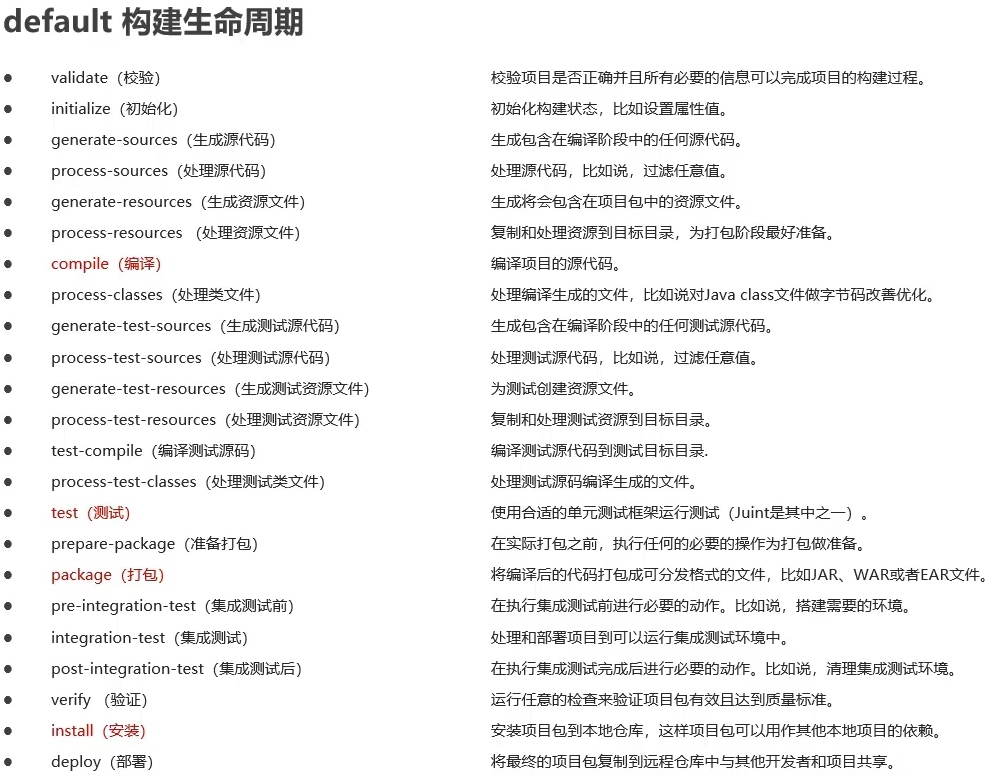 default 构建生命周期
● validate（校验） 校验项目是否正确并且所有必要的信息可以完成项目的构建过程。
● initialize（初始化） 初始化构建状态，比如设置属性值。
● generate-sources（生成源代码） 生成包含在编译阶段中的任何源代码。
● process-sources（处理源代码） 处理源代码，比如说，过滤任意值。
● generate-resources（生成资源文件） 生成将会包含在项目包中的资源文件。
● process-resources （处理资源文件） 复制和处理资源到目标目录，为打包阶段最好准备。
● compile（编译） 编译项目的源代码。
● process-classes（处理类文件） 处理编译生成的文件，比如说对Java class文件做字节码改善优化。
● generate-test-sources（生成测试源代码） 生成包含在编译阶段中的任何测试源代码。
● process-test-sources（处理测试源代码） 处理测试源代码，比如说，过滤任意值。
● generate-test-resources（生成测试资源文件） 为测试创建资源文件。
● process-test-resources（处理测试资源文件） 复制和处理测试资源到目标目录。
● test-compile（编译测试源码） 编译测试源代码到测试目标目录.
● process-test-classes（处理测试类文件） 处理测试源码编译生成的文件。
● test（测试） 使用合适的单元测试框架运行测试（Juint是其中之一）。
● prepare-package（准备打包） 在实际打包之前，执行任何的必要的操作为打包做准备。
● package（打包） 将编译后的代码打包成可分发格式的文件，比如JAR、WAR或者EAR文件。
● pre-integration-test（集成测试前） 在执行集成测试前进行必要的动作。比如说，搭建需要的环境。
● integration-test（集成测试） 处理和部署项目到可以运行集成测试环境中。
● post-integration-test（集成测试后） 在执行集成测试完成后进行必要的动作。比如说，清理集成测试环境。
● verify （验证） 运行任意的检查来验证项目包有效且达到质量标准。
● install（安装） 安装项目包到本地仓库，这样项目包可以用作其他本地项目的依赖。
● deploy（部署） 将最终的项目包复制到远程仓库中与其他开发者和项目共享。